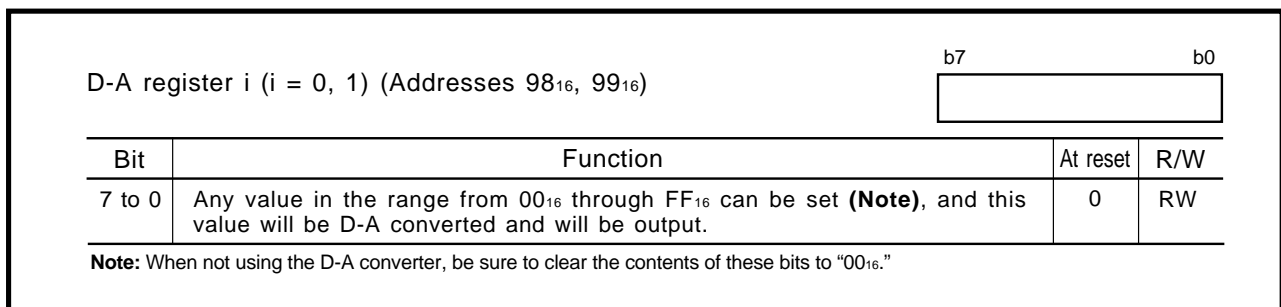 b7 b0
D-A register i (i = 0, 1) (Addresses 98₁₆, 99₁₆)
Bit Function At reset R/W
7 to 0 Any value in the range from 00₁₆ through FF₁₆ can be set (Note), and this 0 RW
value will be D-A converted and will be output.
Note: When not using the D-A converter, be sure to clear the contents of these bits to “00₁₆.”